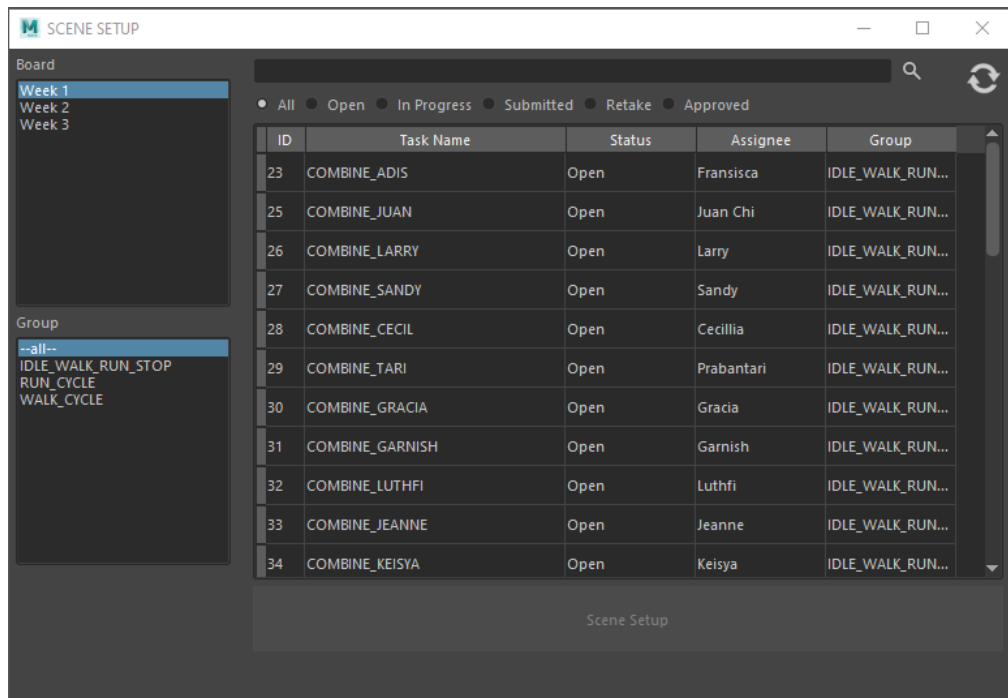 SCENE SETUP
Board
Week 1
Week 2
Week 3
Group
--all--
IDLE_WALK_RUN_STOP
RUN_CYCLE
WALK_CYCLE
All Open In Progress Submitted Retake Approved
ID Task Name Status Assignee Group
23 COMBINE_ADIS Open Fransisca IDLE_WALK_RUN...
25 COMBINE_JUAN Open Juan Chi IDLE_WALK_RUN...
26 COMBINE_LARRY Open Larry IDLE_WALK_RUN...
27 COMBINE_SANDY Open Sandy IDLE_WALK_RUN...
28 COMBINE_CECIL Open Cecillia IDLE_WALK_RUN...
29 COMBINE_TARI Open Prabantari IDLE_WALK_RUN...
30 COMBINE_GRACIA Open Gracia IDLE_WALK_RUN...
31 COMBINE_GARNISH Open Garnish IDLE_WALK_RUN...
32 COMBINE_LUTHFI Open Luthfi IDLE_WALK_RUN...
33 COMBINE_JEANNE Open Jeanne IDLE_WALK_RUN...
34 COMBINE_KEISYA Open Keisya IDLE_WALK_RUN...
Scene Setup